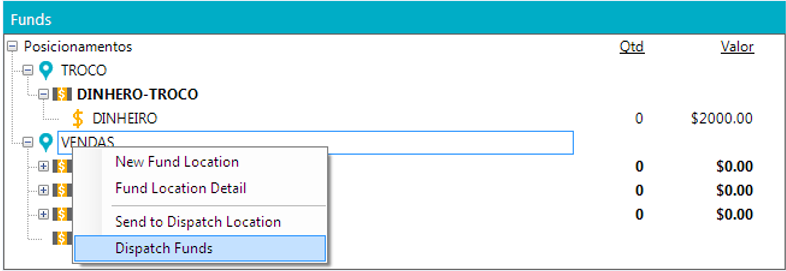 Funds
Posicionamentos Qtd Valor
TROCO
DINHERO-TROCO
DINHEIRO 0 $2000.00
VENDAS
New Fund Location 0 $0.00
Fund Location Detail 0 $0.00
Send to Dispatch Location 0 $0.00
Dispatch Funds